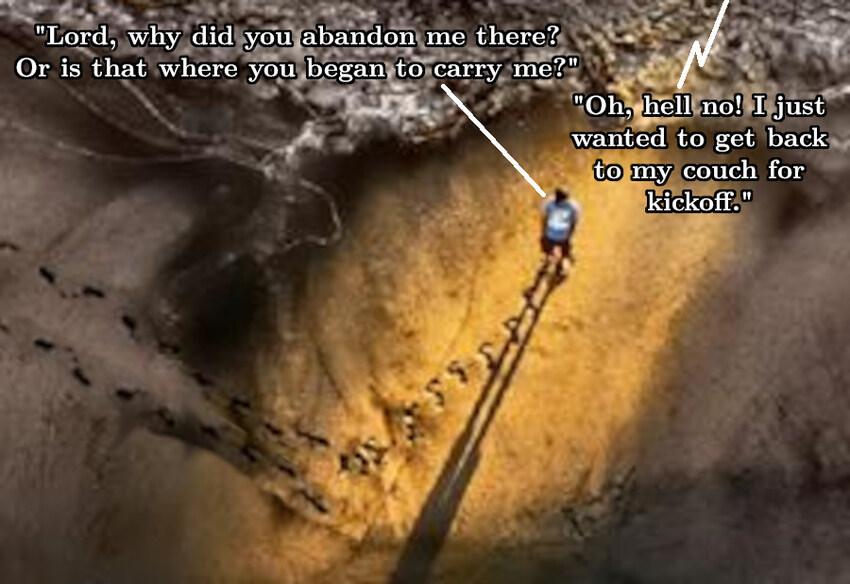 "Lord, why did you abandon me there?
Or is that where you began to carry me?"
"Oh, hell no! I just
wanted to get back
to my couch for
kickoff."